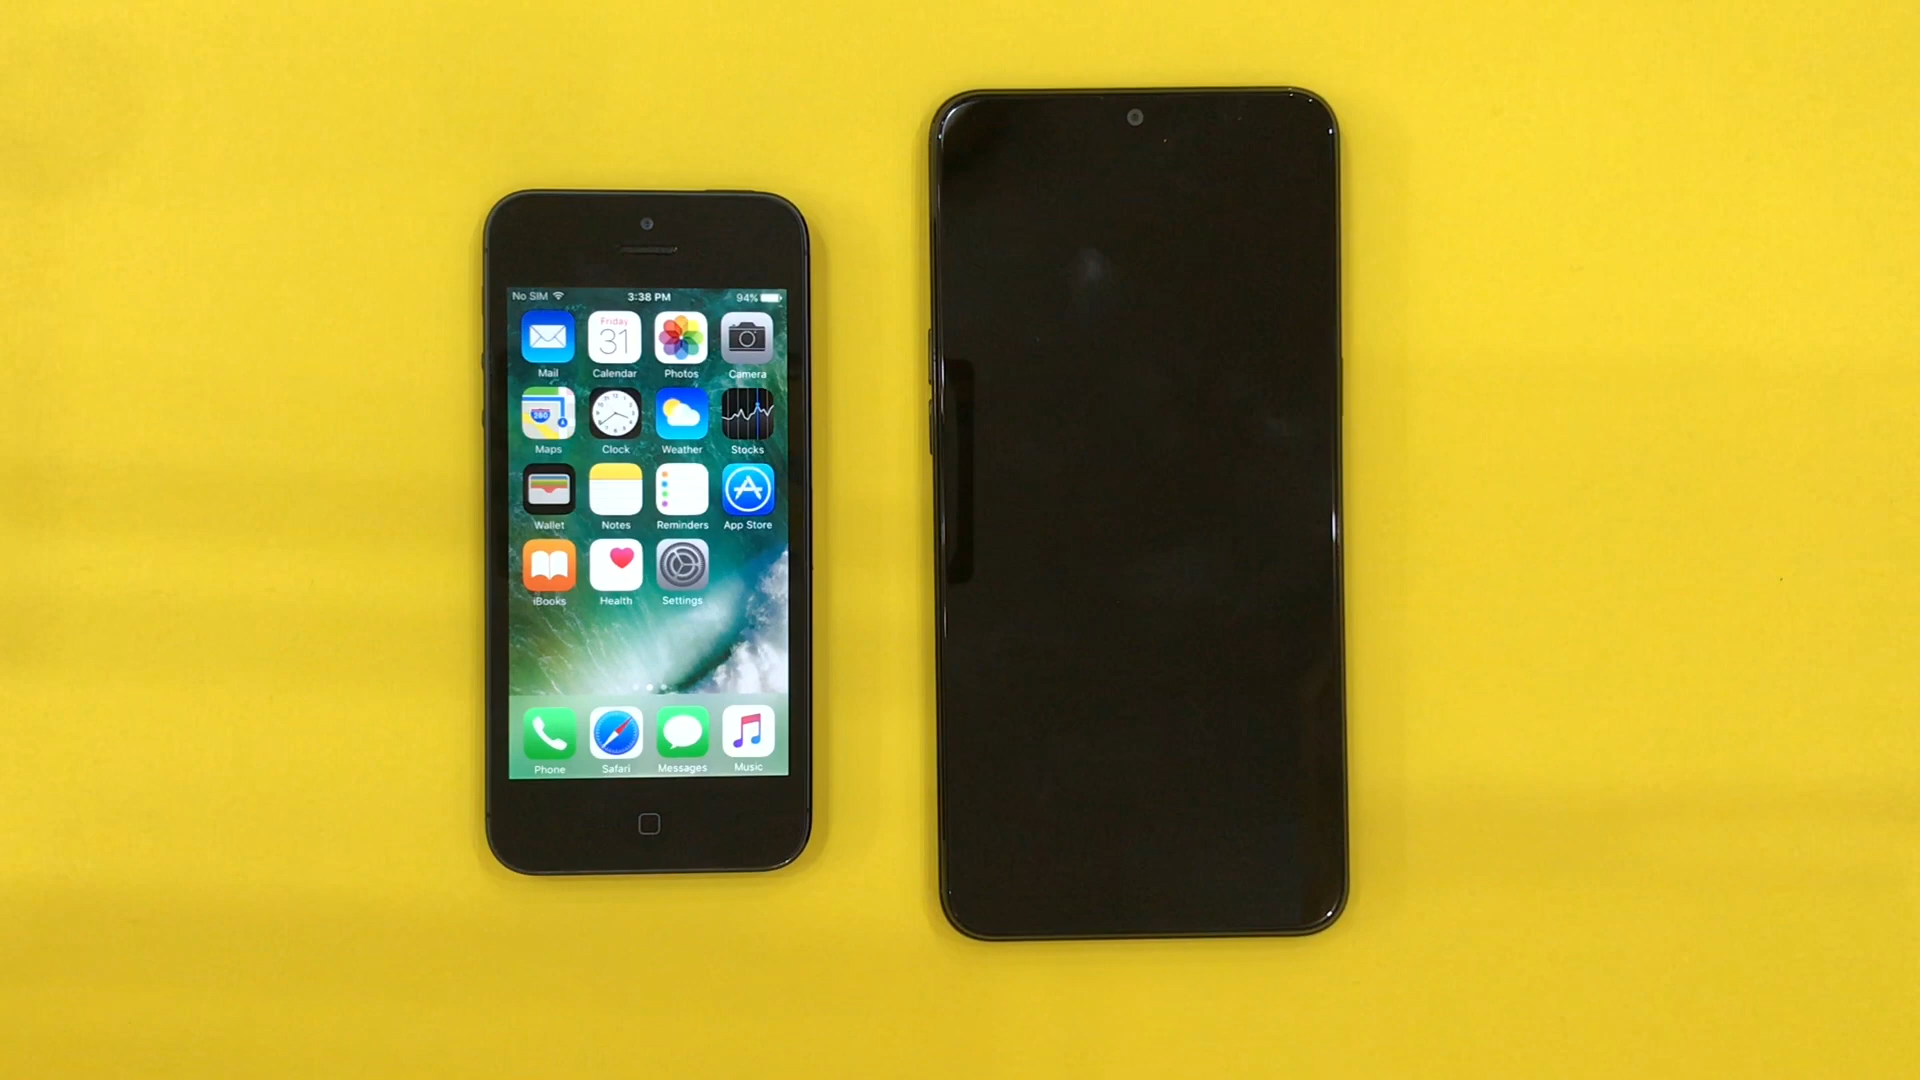 No SIM 3:38 PM 94%
Friday
31
Mail Calendar Photos Camera
280
Maps Clock Weather Stocks
Wallet Notes Reminders App Store
iBooks Health Settings
Phone Safari Messages Music